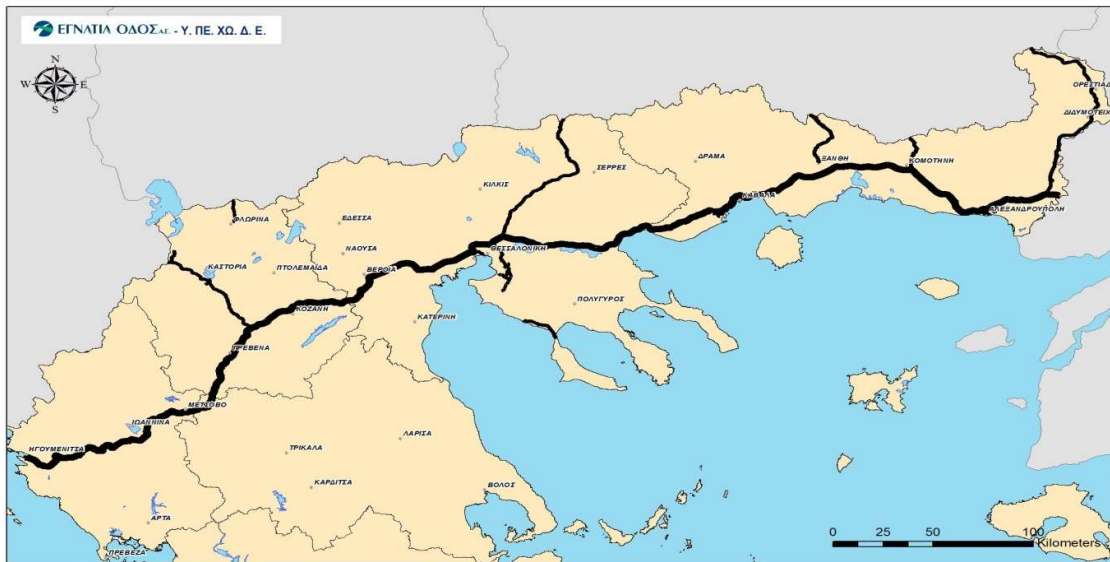 ΕΓΝΑΤΙΑ ΟΔΟΣ Α.Ε. - Υ. ΠΕ. ΧΩ. Δ. Ε.
N
W E
S
ΟΡΕΣΤΙΑΔ
ΔΙΔΥΜΟΤΕΙΧ
ΔΡΑΜΑ
ΞΑΝΘΗ
ΚΟΜΟΤΗΝΗ
ΣΕΡΡΕΣ
ΚΙΛΚΙΣ
ΚΑΒΑΛΑ
ΑΛΕΞΑΝΔΡΟΥΠΟΛΗ
ΦΛΩΡΙΝΑ
ΕΔΕΣΣΑ
ΘΕΣΣΑΛΟΝΙΚΗ
ΝΑΟΥΣΑ
ΚΑΣΤΟΡΙΑ
ΠΤΟΛΕΜΑΙΔΑ
ΒΕΡΟΙΑ
ΠΟΛΥΓΥΡΟΣ
ΚΟΖΑΝΗ
ΚΑΤΕΡΙΝΗ
ΓΡΕΒΕΝΑ
ΜΕΤΣΟΒΟ
ΙΩΑΝΝΙΝΑ
ΛΑΡΙΣΑ
ΗΓΟΥΜΕΝΙΤΣΑ
ΤΡΙΚΑΛΑ
ΚΑΡΔΙΤΣΑ
ΒΟΛΟΣ
ΑΡΤΑ
ΠΡΕΒΕΖΑ
0 25 50 100
Kilometers